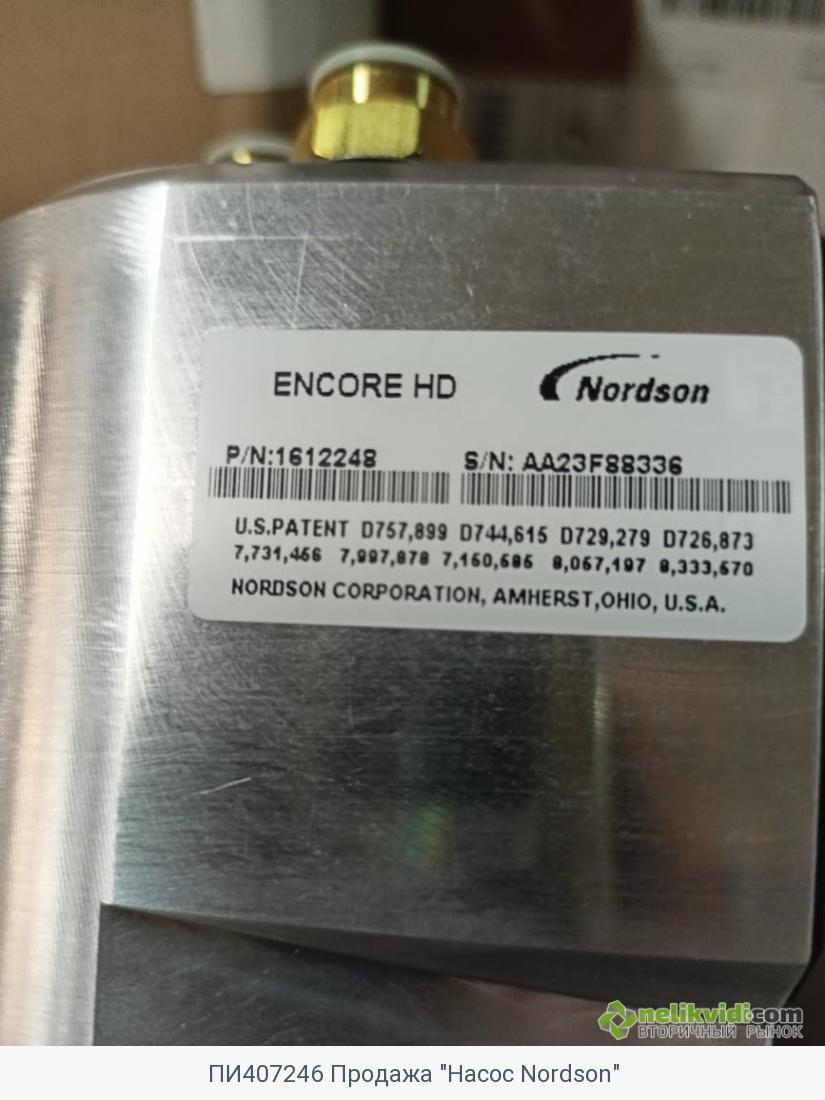 ENCORE HD Nordson
P/N:1612248 S/N: AA23F88336
U.S.PATENT D757,899 D744,615 D729,279 D726,873
7,731,456 7,997,878 7,150,585 8,057,197 8,333,570
NORDSON CORPORATION, AMHERST,OHIO, U.S.A.
nelikvidi.com
ВТОРИЧНЫЙ РЫНОК
ПИ407246 Продажа "Насос Nordson"